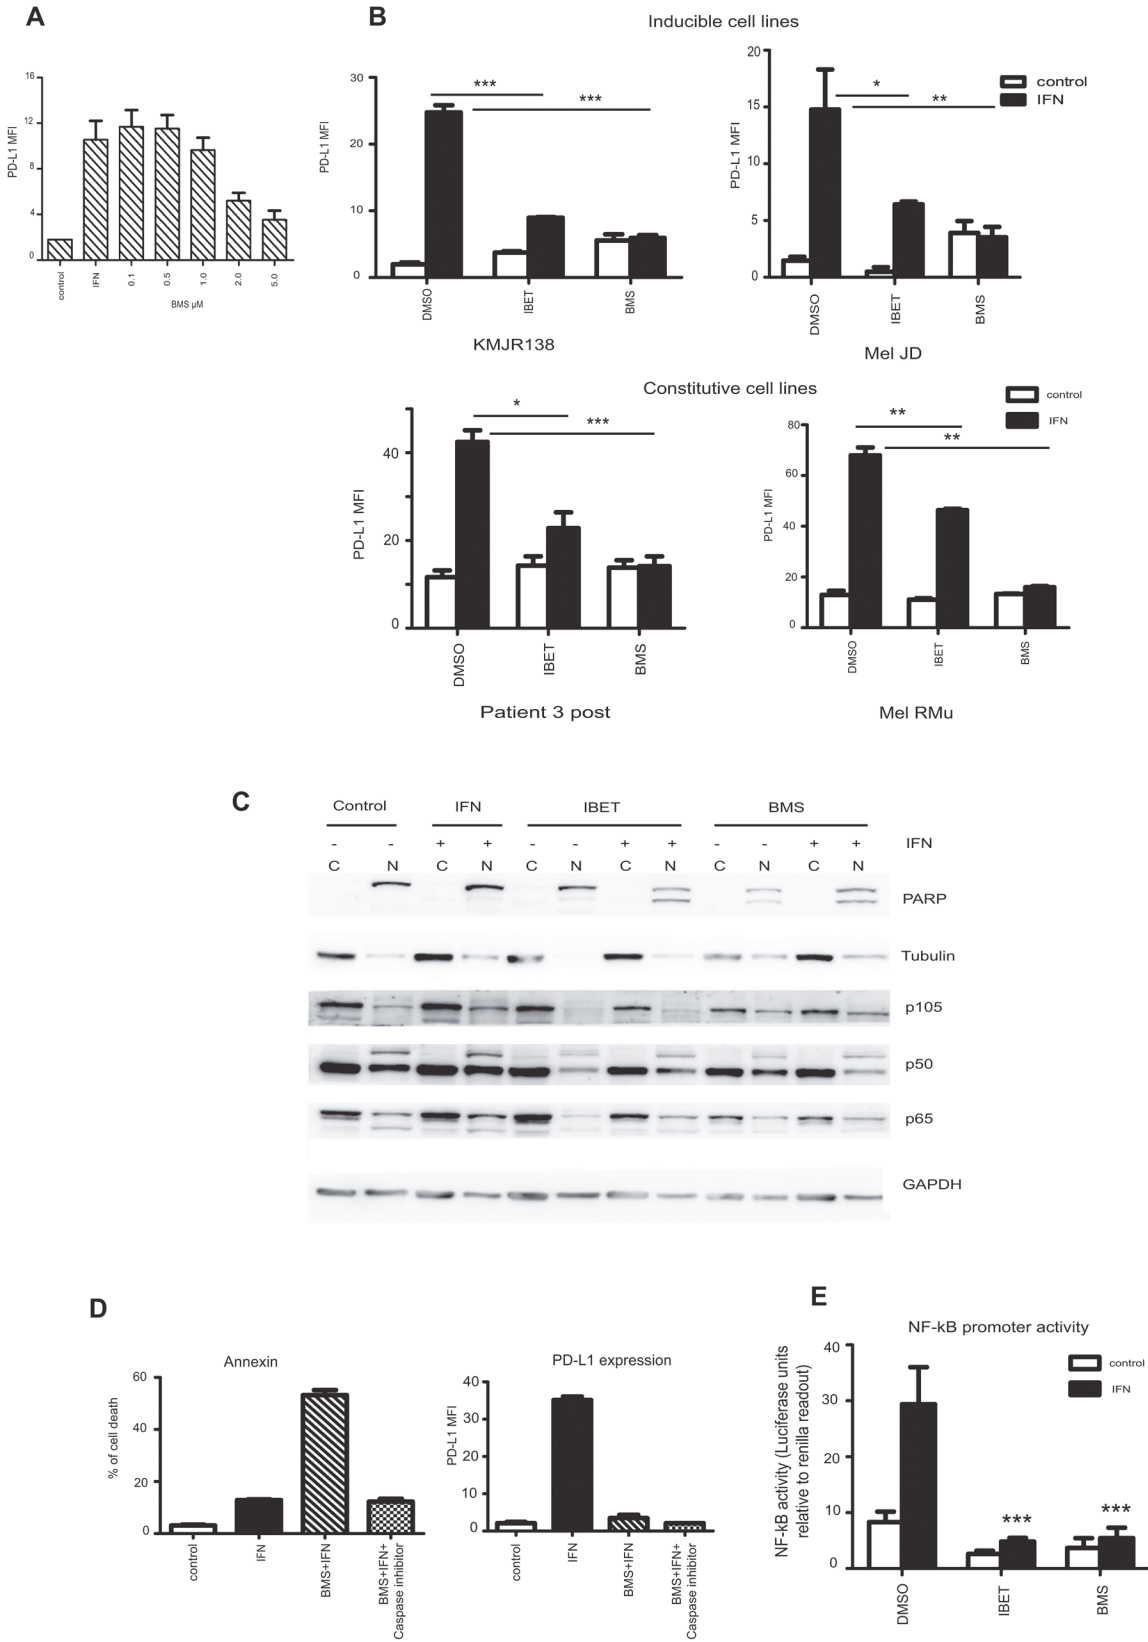 A
PD-L1 MFI
16
12
8
4
0
control
IFN
0.1
0.5
1.0
2.0
5.0
BMS µM
B
Inducible cell lines
PD-L1 MFI
30
20
10
0
***
***
DMSO
IBET
BMS
KMJR138
PD-L1 MFI
20
15
10
5
0
*
**
control
IFN
DMSO
IBET
BMS
Mel JD
Constitutive cell lines
PD-L1 MFI
40
20
0
*
***
DMSO
IBET
BMS
Patient 3 post
PD-L1 MFI
80
60
40
20
0
**
**
control
IFN
DMSO
IBET
BMS
Mel RMu
C
Control IFN IBET BMS
- - + + - - + + - - + + IFN
C N C N C N C N C N C N
PARP
Tubulin
p105
p50
p65
GAPDH
D
Annexin
% of cell death
60
40
20
0
control
IFN
BMS+IFN
BMS+IFN+
Caspase inhibitor
PD-L1 expression
PD-L1 MFI
40
30
20
10
0
control
IFN
BMS+IFN
BMS+IFN+
Caspase inhibitor
E
NF-kB promoter activity
NF-kB activity (Luciferase units
relative to renilla readout)
40
30
20
10
0
control
IFN
***
***
DMSO
IBET
BMS